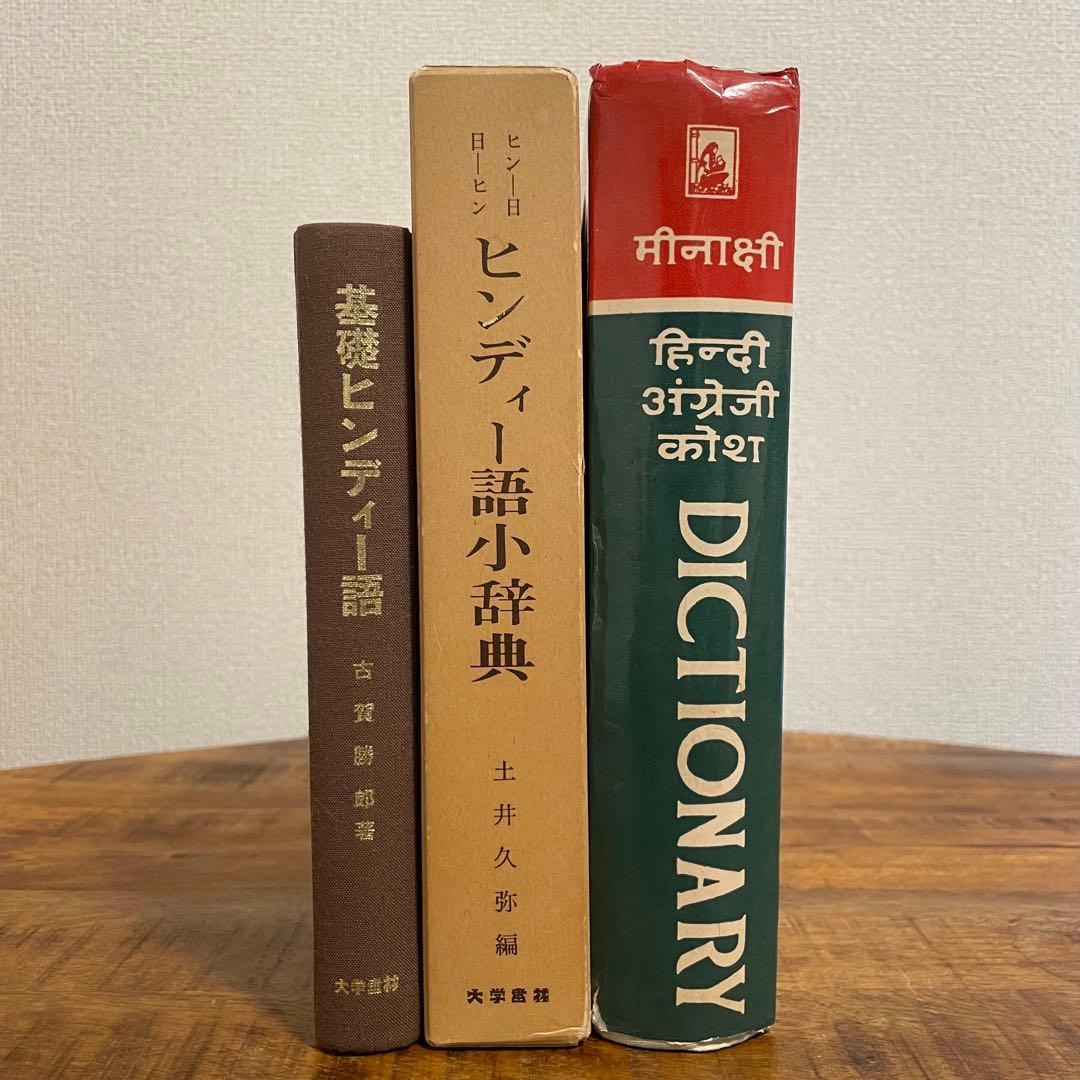 基礎ヒンディー語
古賀勝郎著
大学書林
ヒン―日
日―ヒン
ヒンディー語小辞典
土井久弥編
大学書林
मीनाक्षी
हिन्दी
अंग्रेजी
कोश
DICTIONARY